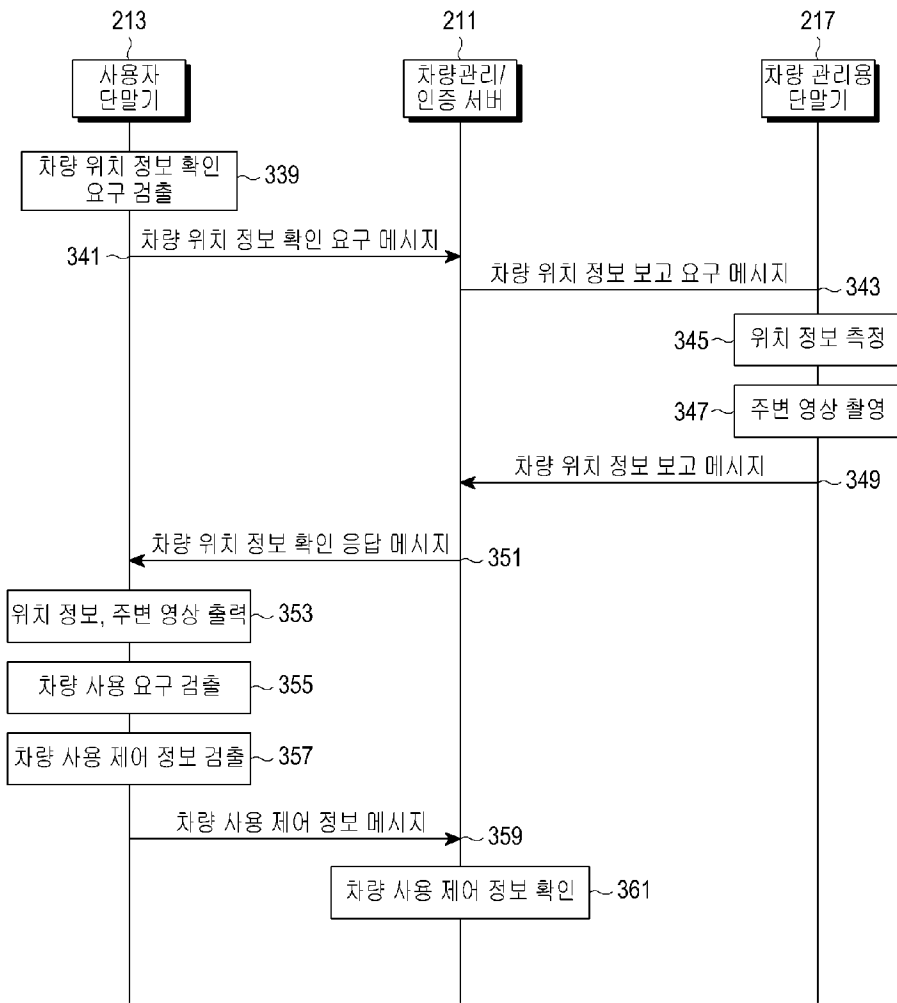 213
211
217
사용자
단말기
차량관리/
인증 서버
차량 관리용
단말기
차량 위치 정보 확인
요구 검출
339
차량 위치 정보 확인 요구 메시지
341
차량 위치 정보 보고 요구 메시지
343
345
위치 정보 측정
347
주변 영상 촬영
차량 위치 정보 보고 메시지
349
차량 위치 정보 확인 응답 메시지
351
위치 정보, 주변 영상 출력
353
차량 사용 요구 검출
355
차량 사용 제어 정보 검출
357
차량 사용 제어 정보 메시지
359
차량 사용 제어 정보 확인
361